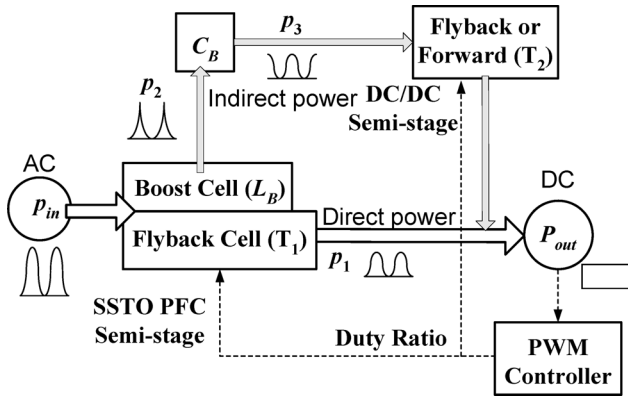 C_B
p_3
Flyback or
Forward (T_2)
p_2
Indirect power
DC/DC
Semi-stage
AC
p_in
Boost Cell (L_B)
Flyback Cell (T_1)
Direct power
p_1
DC
P_out
SSTO PFC
Semi-stage
Duty Ratio
PWM
Controller